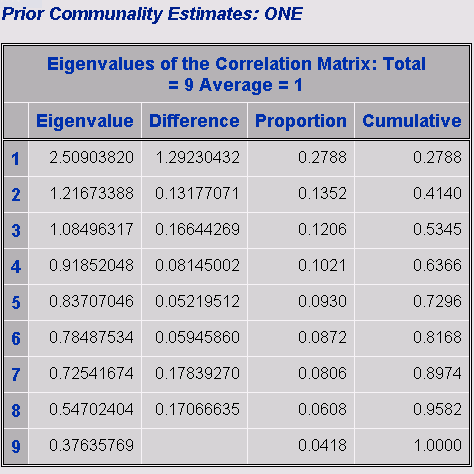 Prior Communality Estimates: ONE
Eigenvalues of the Correlation Matrix: Total
= 9 Average = 1
Eigenvalue Difference Proportion Cumulative
1 2.50903820 1.29230432 0.2788 0.2788
2 1.21673388 0.13177071 0.1352 0.4140
3 1.08496317 0.16644269 0.1206 0.5345
4 0.91852048 0.08145002 0.1021 0.6366
5 0.83707046 0.05219512 0.0930 0.7296
6 0.78487534 0.05945860 0.0872 0.8168
7 0.72541674 0.17839270 0.0806 0.8974
8 0.54702404 0.17066635 0.0608 0.9582
9 0.37635769 0.0418 1.0000